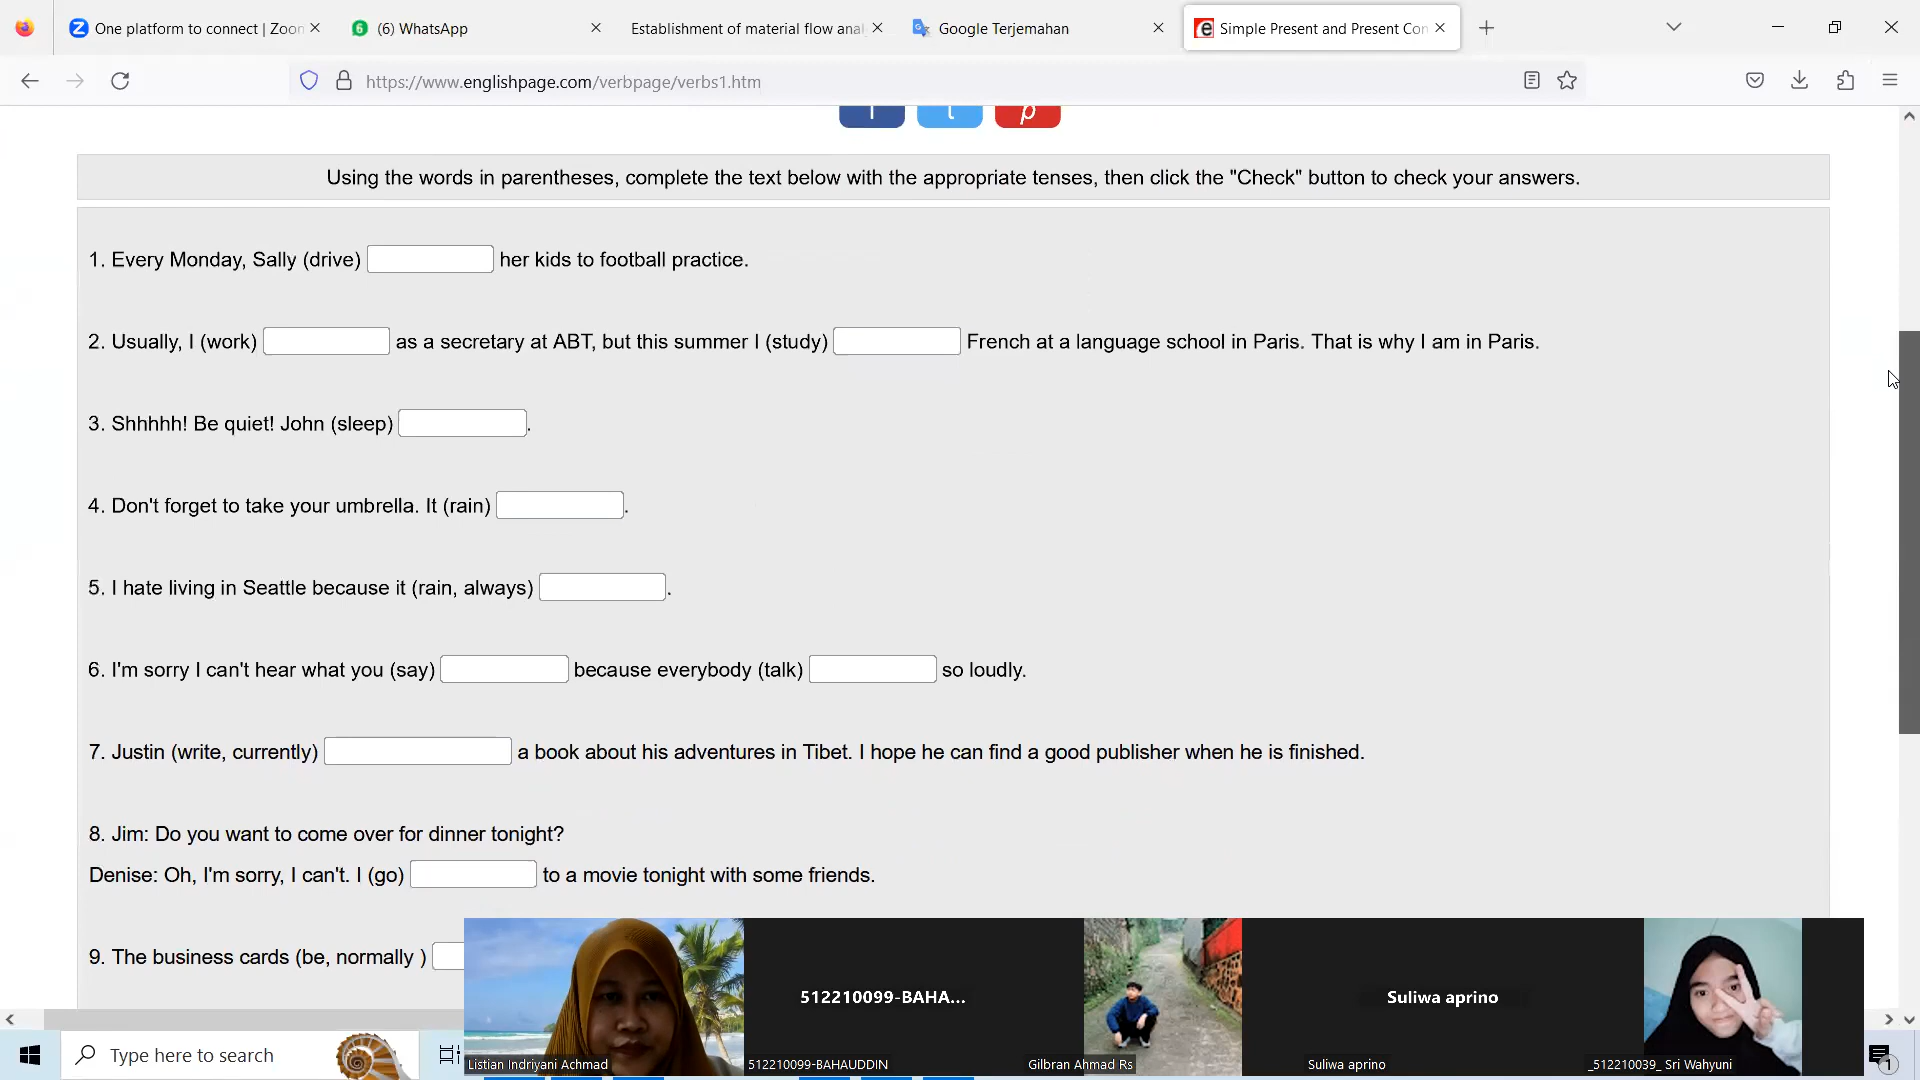 One platform to connect | Zoom
6 (6) WhatsApp
Establishment of material flow anal
Google Terjemahan
Simple Present and Present Con
https://www.englishpage.com/verbpage/verbs1.htm
Using the words in parentheses, complete the text below with the appropriate tenses, then click the "Check" button to check your answers.
1. Every Monday, Sally (drive) her kids to football practice.
2. Usually, I (work) as a secretary at ABT, but this summer I (study) French at a language school in Paris. That is why I am in Paris.
3. Shhhhh! Be quiet! John (sleep) .
4. Don't forget to take your umbrella. It (rain) .
5. I hate living in Seattle because it (rain, always) .
6. I'm sorry I can't hear what you (say) because everybody (talk) so loudly.
7. Justin (write, currently) a book about his adventures in Tibet. I hope he can find a good publisher when he is finished.
8. Jim: Do you want to come over for dinner tonight?
Denise: Oh, I'm sorry, I can't. I (go) to a movie tonight with some friends.
9. The business cards (be, normally )
512210099-BAHA...
Suliwa aprino
Listian Indriyani Achmad
512210099-BAHAUDDIN
Gilbran Ahmad Rs
Suliwa aprino
_512210039_ Sri Wahyuni
Type here to search
1